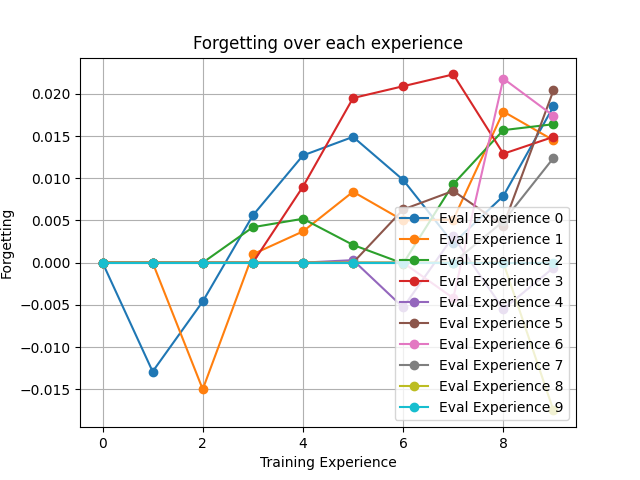 Forgetting over each experience
0.020
0.015
0.010
0.005
0.000
−0.005
−0.010
−0.015
Forgetting
0
2
4
6
8
Training Experience
Eval Experience 0
Eval Experience 1
Eval Experience 2
Eval Experience 3
Eval Experience 4
Eval Experience 5
Eval Experience 6
Eval Experience 7
Eval Experience 8
Eval Experience 9